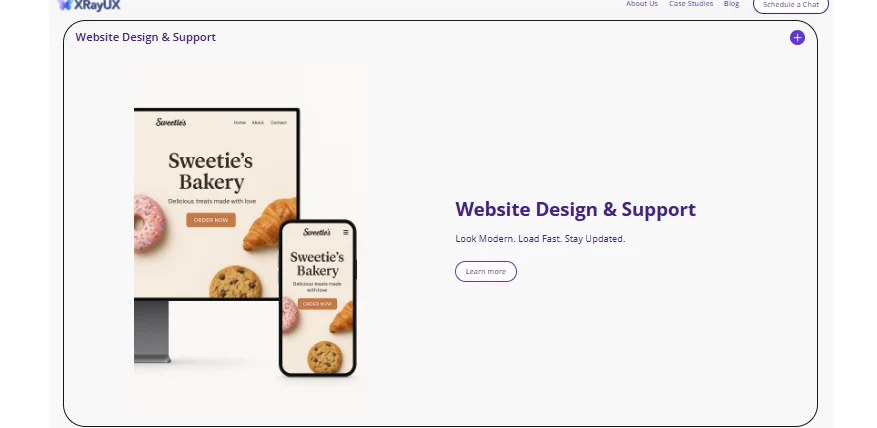 XRayUX
About Us Case Studies Blog Schedule a Chat
Website Design & Support
Sweetie's
Home About Contact
Sweetie's
Bakery
Delicious treats made with love
ORDER NOW
Sweetie's
Sweetie's
Bakery
Delicious treats made
with love
ORDER NOW
Website Design & Support
Look Modern. Load Fast. Stay Updated.
Learn more